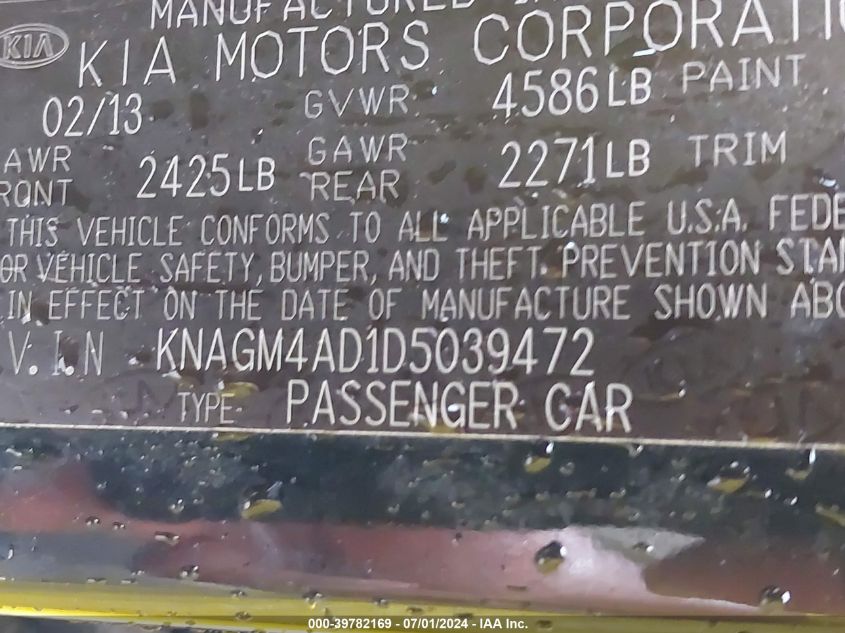 MANUFACTURED
KIA KIA MOTORS CORPORATIO
02/13 GVWR 4586LB PAINT
AWR GAWR TRIM
RONT 2425LB REAR 2271LB
THIS VEHICLE CONFORMS TO ALL APPLICABLE U.S.A. FEDE
OR VEHICLE SAFETY, BUMPER, AND THEFT PREVENTION STA
IN EFFECT ON THE DATE OF MANUFACTURE SHOWN ABO
V.I.N KNAGM4AD1D5039472
TYPE: PASSENGER CAR
000-39782169 - 07/01/2024 - IAA Inc.